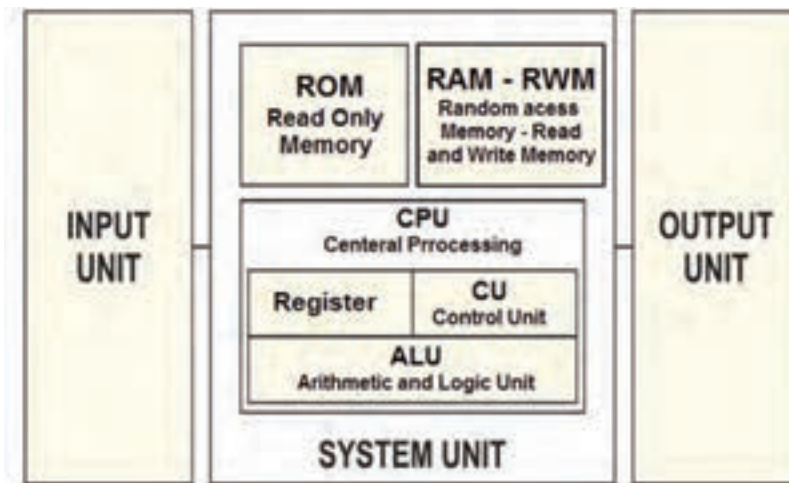 INPUT
UNIT
ROM
Read Only
Memory
RAM - RWM
Random acess
Memory - Read
and Write Memory
CPU
Centeral Prrocessing
Register
CU
Control Unit
ALU
Arithmetic and Logic Unit
SYSTEM UNIT
OUTPUT
UNIT